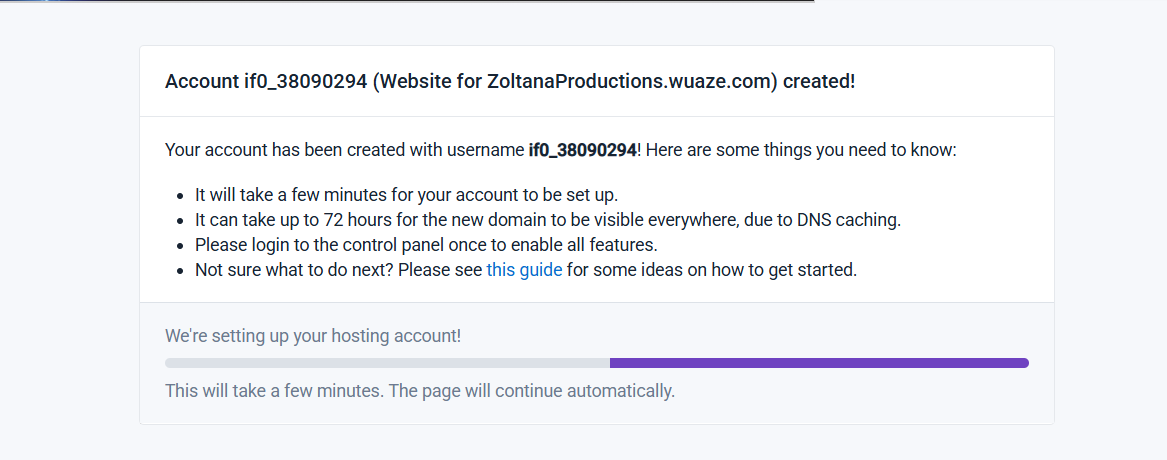 Account if0_38090294 (Website for ZoltanaProductions.wuaze.com) created!
Your account has been created with username if0_38090294! Here are some things you need to know:
It will take a few minutes for your account to be set up.
It can take up to 72 hours for the new domain to be visible everywhere, due to DNS caching.
Please login to the control panel once to enable all features.
Not sure what to do next? Please see this guide for some ideas on how to get started.
We're setting up your hosting account!
This will take a few minutes. The page will continue automatically.